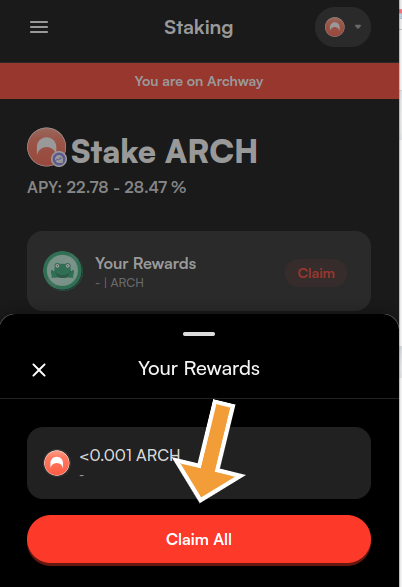 Staking
You are on Archway
Stake ARCH
APY: 22.78 - 28.47 %
Your Rewards
- | ARCH
Claim
Your Rewards
<0.001 ARCH
-
Claim All